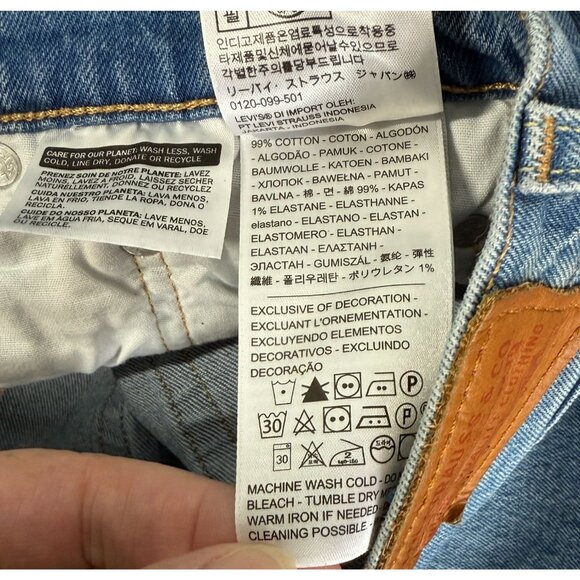 인디고제품은염료특성상
타제품및신체에묻어날수있으니
각별한주의를당부드립니다
リーバイ・ストラウス ジャパン㈱
0120-099-501
LEVI'S® DI IMPORT OLEH:
PT LEVI STRAUSS INDONESIA
JAKARTA - INDONESIA
CARE FOR OUR PLANET: WASH LESS, WASH
COLD, LINE DRY, DONATE OR RECYCLE
PRENEZ SOIN DE NOTRE PLANÈTE: LAVEZ
MOINS, LAVEZ À FROID, LAISSEZ SÉCHER
NATURELLEMENT, DONNEZ OU RECYCLEZ
CUIDA NUESTRO PLANETA: LAVA MENOS,
LAVA EN FRIO, TIENDE LA ROPA, DONA O
RECICLA.
CUIDE DO NOSSO PLANETA: LAVE MENOS,
LAVE EM ÁGUA FRIA, SEQUE EM VARAL, DOE
OU RECICLE.
99% COTTON - COTON - ALGODÓN
- ALGODÃO - PAMUK - COTONE -
BAUMWOLLE - KATOEN - BAMBAKI
- ХЛОПОК - BAWEŁNA - PAMUT -
BAVLNA - 棉 - 면 - 綿 99% - KAPAS
1% ELASTANE - ELASTHANNE -
elastano - ELASTANO - ELASTAN -
ELASTOMERO - ELASTHAN -
ELASTAAN - ΕΛΑΣΤΑΝΗ -
ЭЛАСТАН - GUMISZÁL - 氨纶 - 彈性
纖維 - 폴리우레탄 - ポリウレタン 1%
EXCLUSIVE OF DECORATION -
EXCLUANT L'ORNEMENTATION -
EXCLUYENDO ELEMENTOS
DECORATIVOS - EXCLUINDO
DECORAÇÃO
P
30 P
30 2
MACHINE WASH COLD - DO
BLEACH - TUMBLE DRY
WARM IRON IF NEEDED -
CLEANING POSSIBLE -